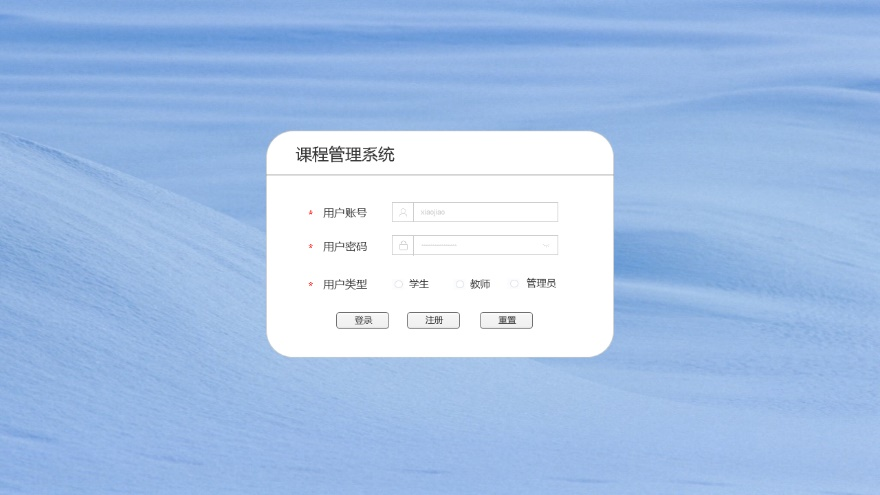 课程管理系统
* 用户账号 xiaojiao
* 用户密码
* 用户类型 学生 教师 管理员
登录 注册 重置